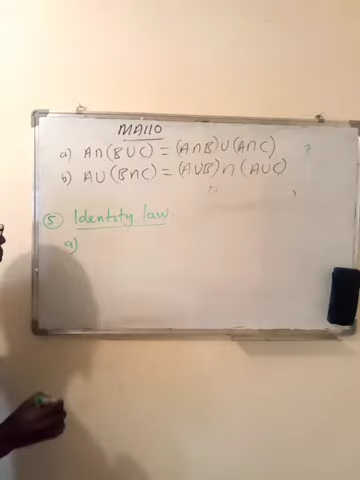 MA110
a) A∩(B∪C) = (A∩B)∪(A∩C)
b) A∪(B∩C) = (A∪B)∩(A∪C)
⑤ Identity law.
a)